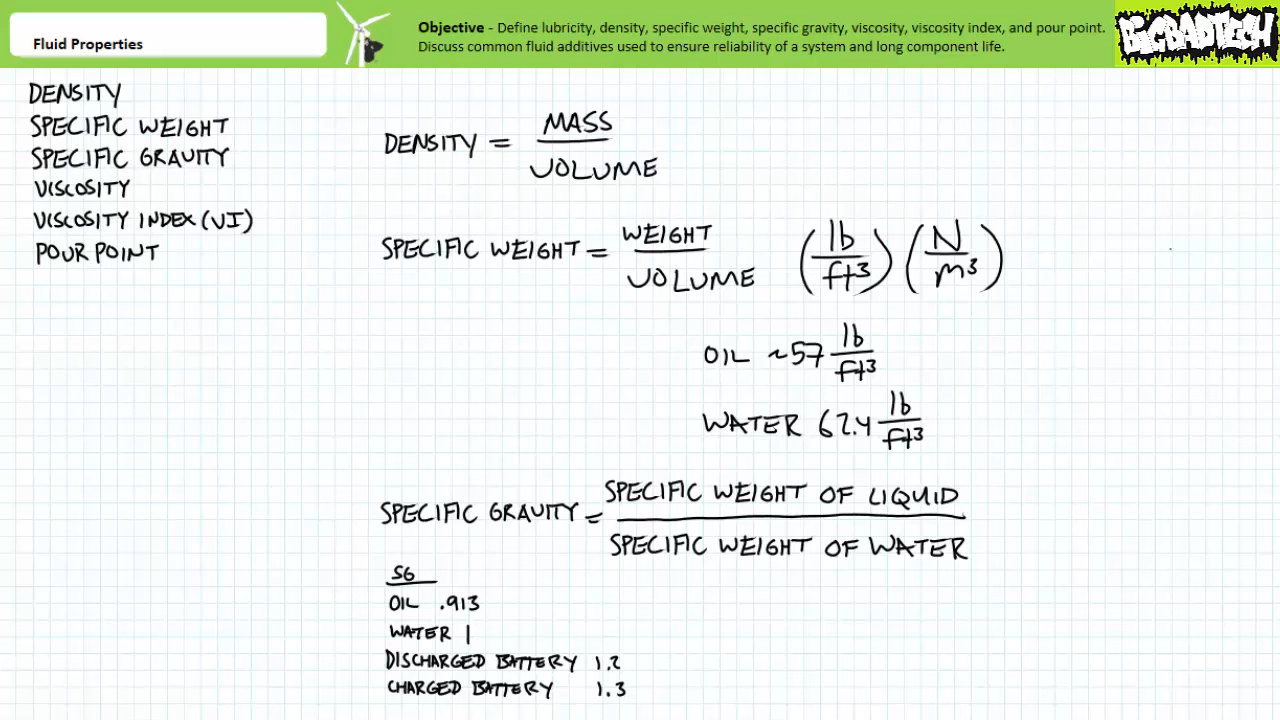 Fluid Properties
Objective - Define lubricity, density, specific weight, specific gravity, viscosity, viscosity index, and pour point.
Discuss common fluid additives used to ensure reliability of a system and long component life.
BIGBADTECH
DENSITY
SPECIFIC WEIGHT
SPECIFIC GRAVITY
VISCOSITY
VISCOSITY INDEX (VI)
POUR POINT
DENSITY = MASS
VOLUME
SPECIFIC WEIGHT = WEIGHT
VOLUME
(lb/ft³) (N/m³)
OIL ~57 lb/ft³
WATER 62.4 lb/ft³
SPECIFIC GRAVITY = SPECIFIC WEIGHT OF LIQUID
SPECIFIC WEIGHT OF WATER
SG
OIL .913
WATER 1
DISCHARGED BATTERY 1.2
CHARGED BATTERY 1.3